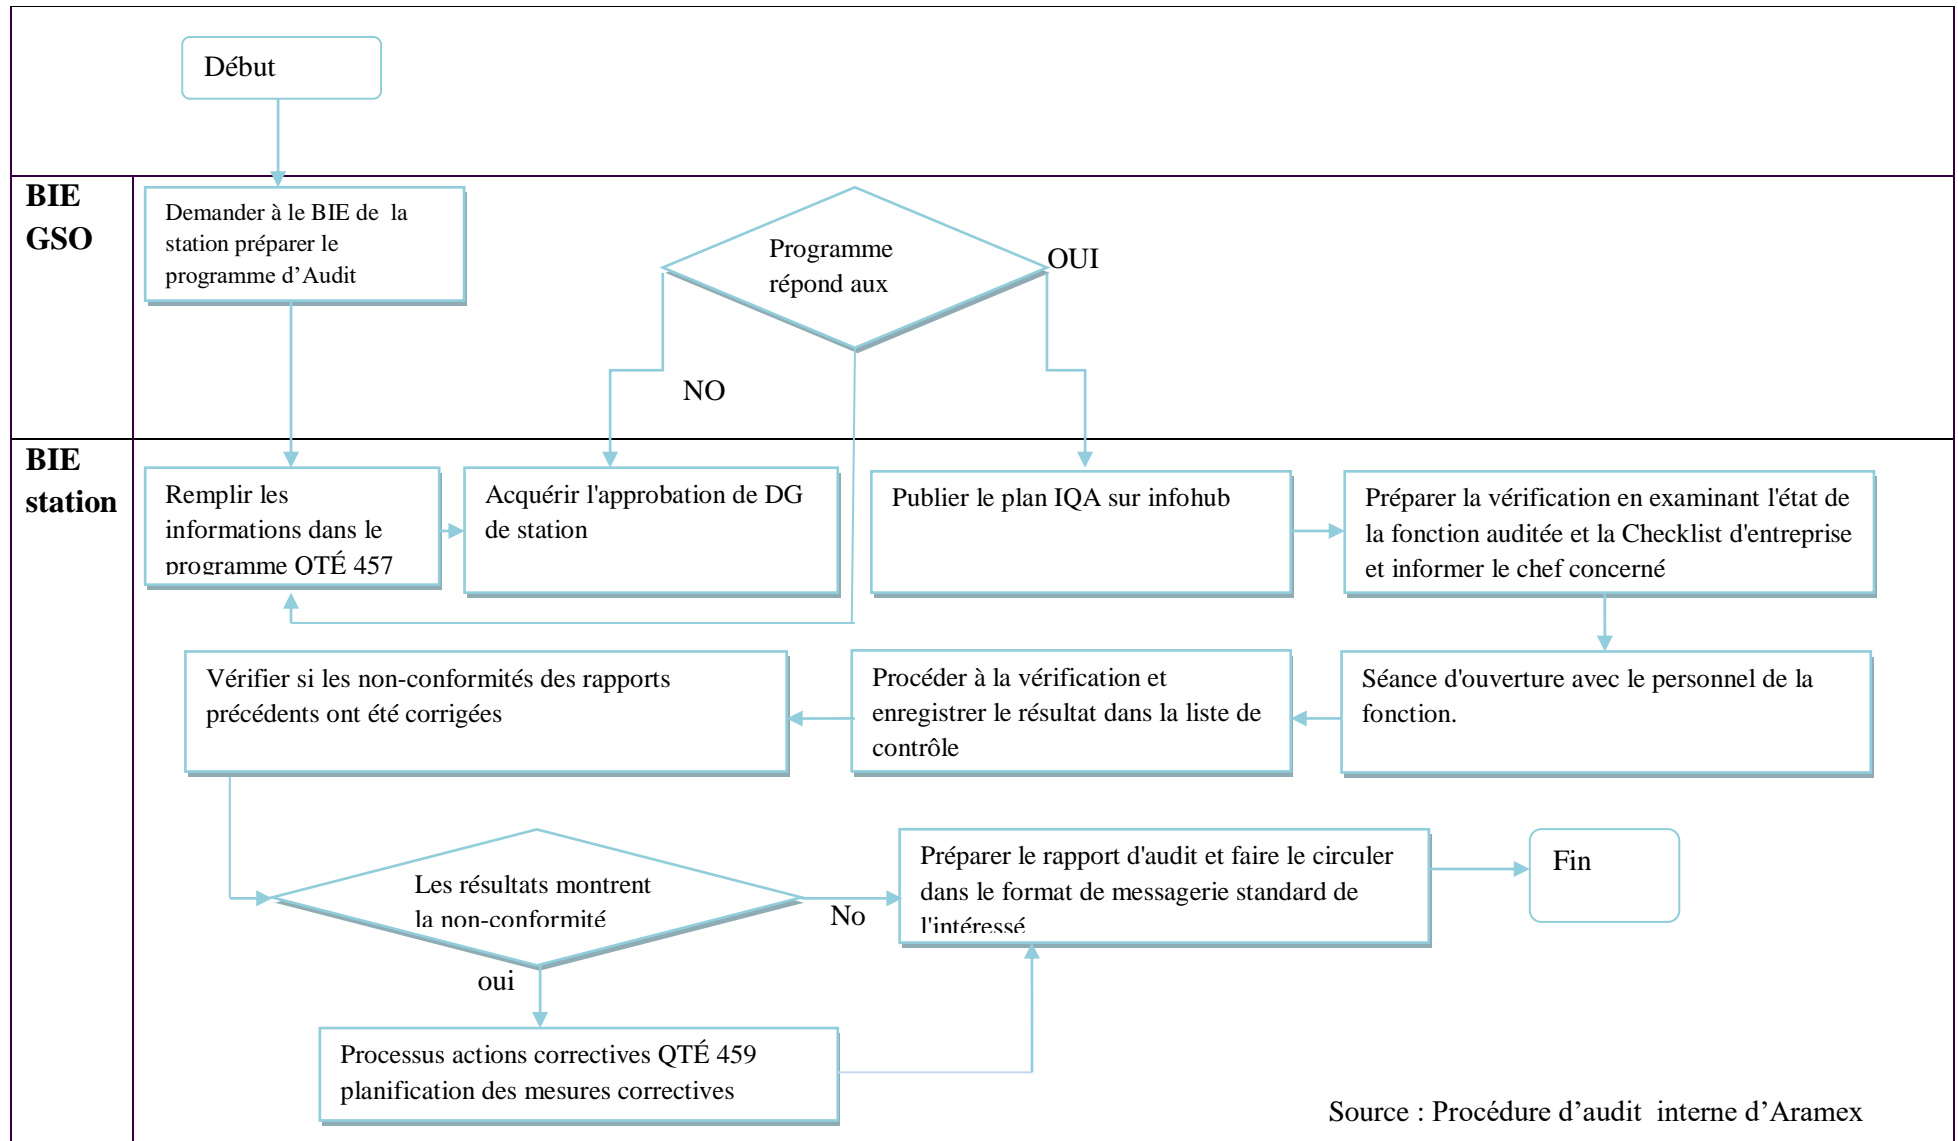 Début
BIE
GSO
Demander à le BIE de la
station préparer le
programme d’Audit
Programme
répond aux
OUI
NO
BIE
station
Remplir les
informations dans le
programme QTÉ 457
Acquérir l'approbation de DG
de station
Publier le plan IQA sur infohub
Préparer la vérification en examinant l'état de
la fonction auditée et la Checklist d'entreprise
et informer le chef concerné
Vérifier si les non-conformités des rapports
précédents ont été corrigées
Procéder à la vérification et
enregistrer le résultat dans la liste de
contrôle
Séance d'ouverture avec le personnel de la
fonction.
Les résultats montrent
la non-conformité
No
oui
Préparer le rapport d'audit et faire le circuler
dans le format de messagerie standard de
l'intéressé
Fin
Processus actions correctives QTÉ 459
planification des mesures correctives
Source : Procédure d’audit interne d’Aramex